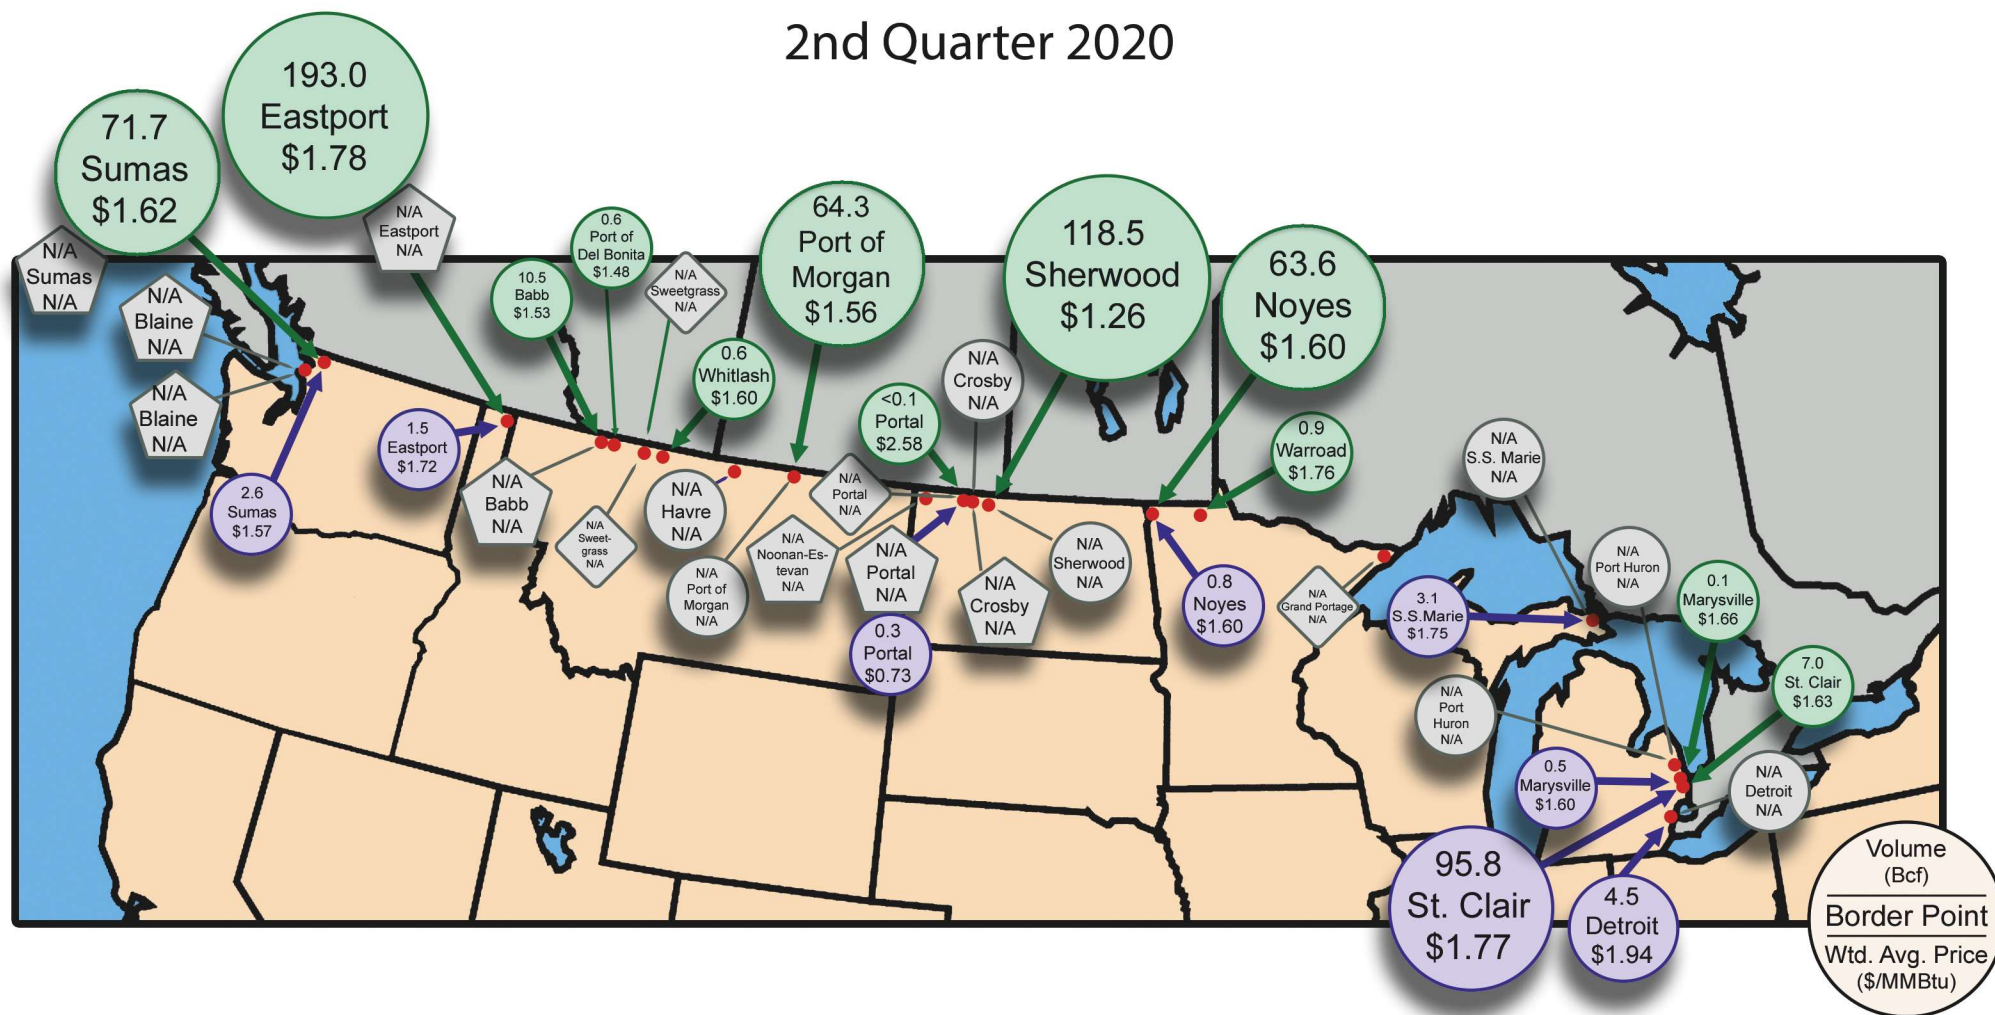 2nd Quarter 2020
193.0
Eastport
$1.78
71.7
Sumas
$1.62
N/A
Eastport
N/A
N/A
Sumas
N/A
N/A
Blaine
N/A
N/A
Blaine
N/A
0.6
Port of
Del Bonita
$1.48
10.5
Babb
$1.53
N/A
Sweetgrass
N/A
0.6
Whitlash
$1.60
64.3
Port of
Morgan
$1.56
<0.1
Portal
$2.58
N/A
Crosby
N/A
118.5
Sherwood
$1.26
63.6
Noyes
$1.60
0.9
Warroad
$1.76
N/A
S.S. Marie
N/A
N/A
Port Huron
N/A
0.1
Marysville
$1.66
7.0
St. Clair
$1.63
2.6
Sumas
$1.57
1.5
Eastport
$1.72
N/A
Babb
N/A
N/A
Sweet-
grass
N/A
N/A
Havre
N/A
N/A
Port of
Morgan
N/A
N/A
Noonan-Es-
tevan
N/A
N/A
Portal
N/A
N/A
Portal
N/A
0.3
Portal
$0.73
N/A
Crosby
N/A
N/A
Sherwood
N/A
0.8
Noyes
$1.60
N/A
Grand Portage
N/A
3.1
S.S.Marie
$1.75
N/A
Port
Huron
N/A
0.5
Marysville
$1.60
N/A
Detroit
N/A
95.8
St. Clair
$1.77
4.5
Detroit
$1.94
Volume
(Bcf)
Border Point
Wtd. Avg. Price
($/MMBtu)